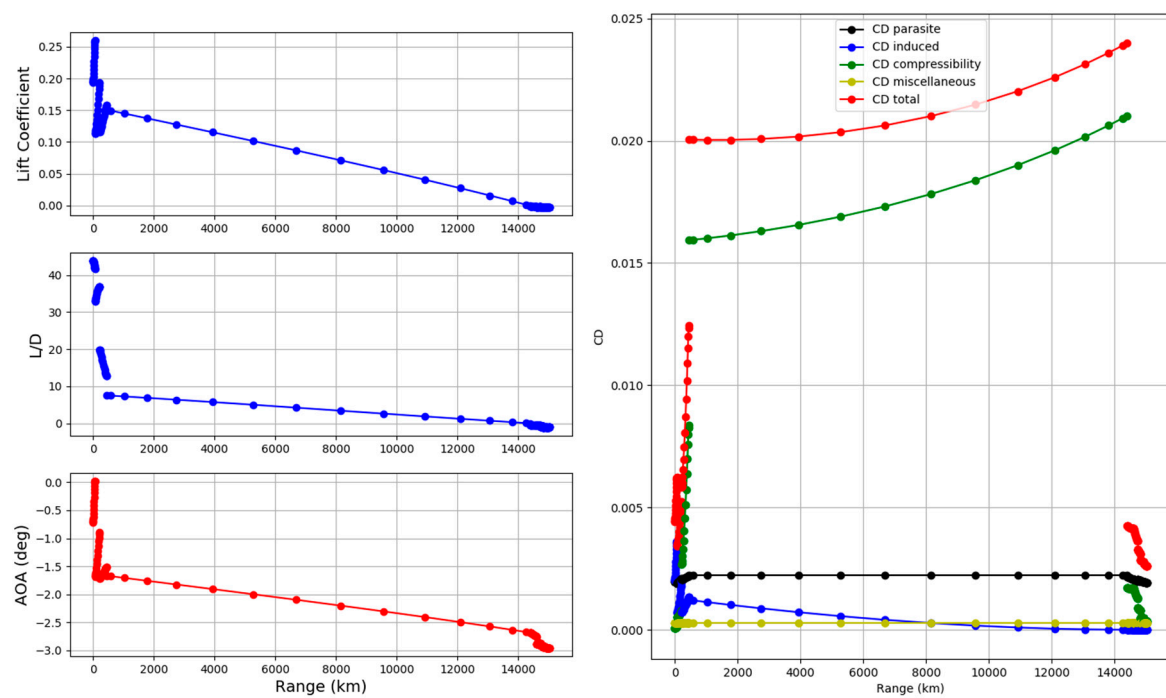 Lift Coefficient
0.25
0.20
0.15
0.10
0.05
0.00
0 2000 4000 6000 8000 10000 12000 14000
L/D
40
30
20
10
0
0 2000 4000 6000 8000 10000 12000 14000
AOA (deg)
0.0
−0.5
−1.0
−1.5
−2.0
−2.5
−3.0
0 2000 4000 6000 8000 10000 12000 14000
Range (km)
CD parasite
CD induced
CD compressibility
CD miscellaneous
CD total
CD
0.025
0.020
0.015
0.010
0.005
0.000
0 2000 4000 6000 8000 10000 12000 14000
Range (km)